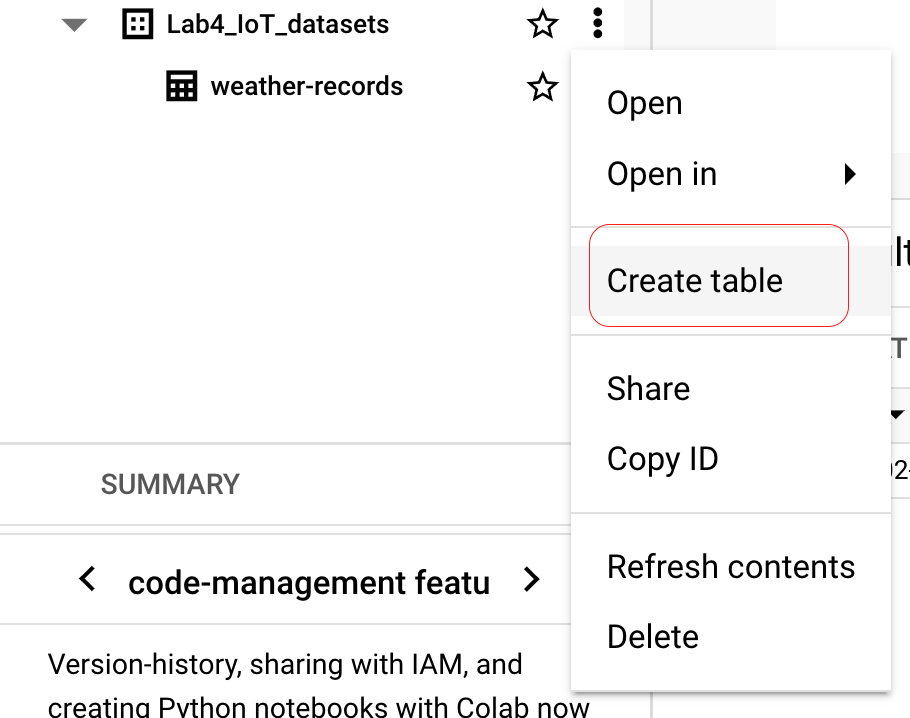 Lab4_IoT_datasets
weather-records
Open
Open in
Create table
Share
Copy ID
Refresh contents
Delete
SUMMARY
code-management featu
Version-history, sharing with IAM, and
creating Python notebooks with Colab now